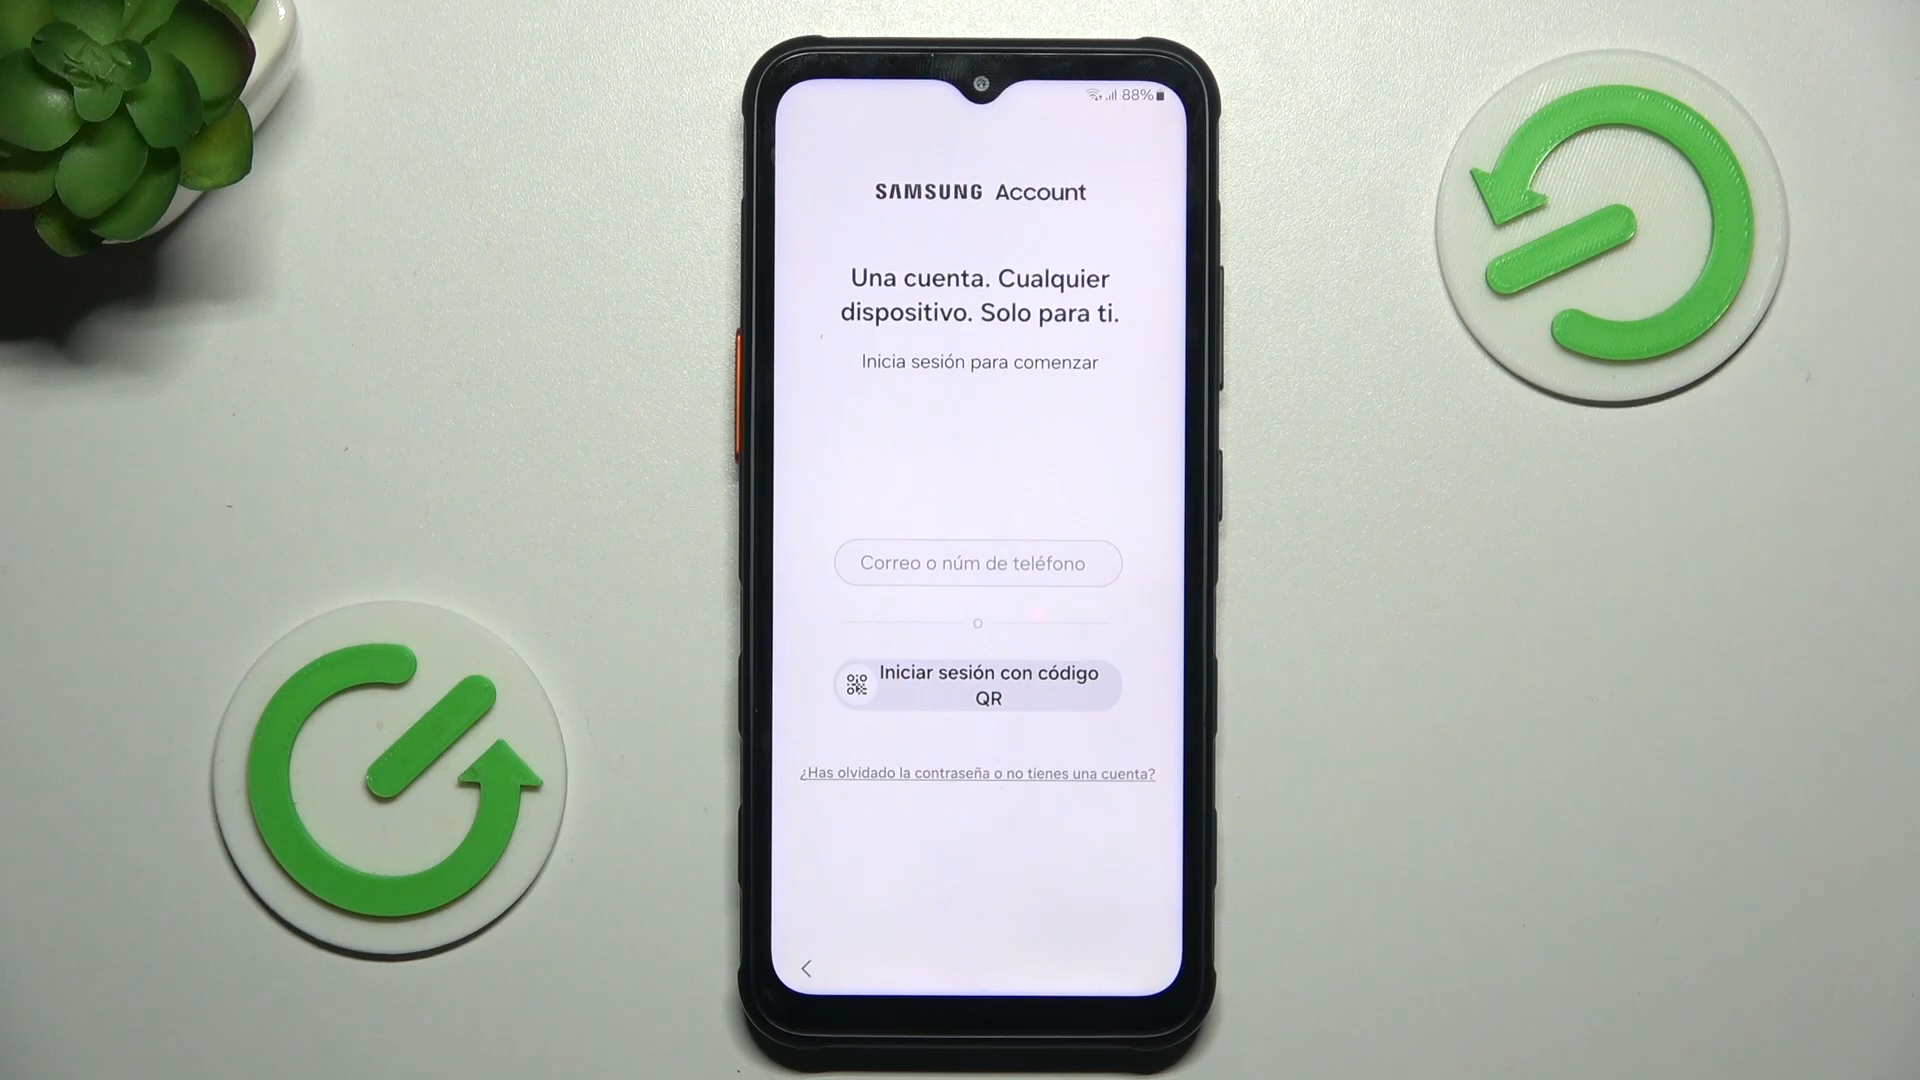 88%
SAMSUNG Account
Una cuenta. Cualquier
dispositivo. Solo para ti.
Inicia sesión para comenzar
Correo o núm de teléfono
o
Iniciar sesión con código
QR
¿Has olvidado la contraseña o no tienes una cuenta?